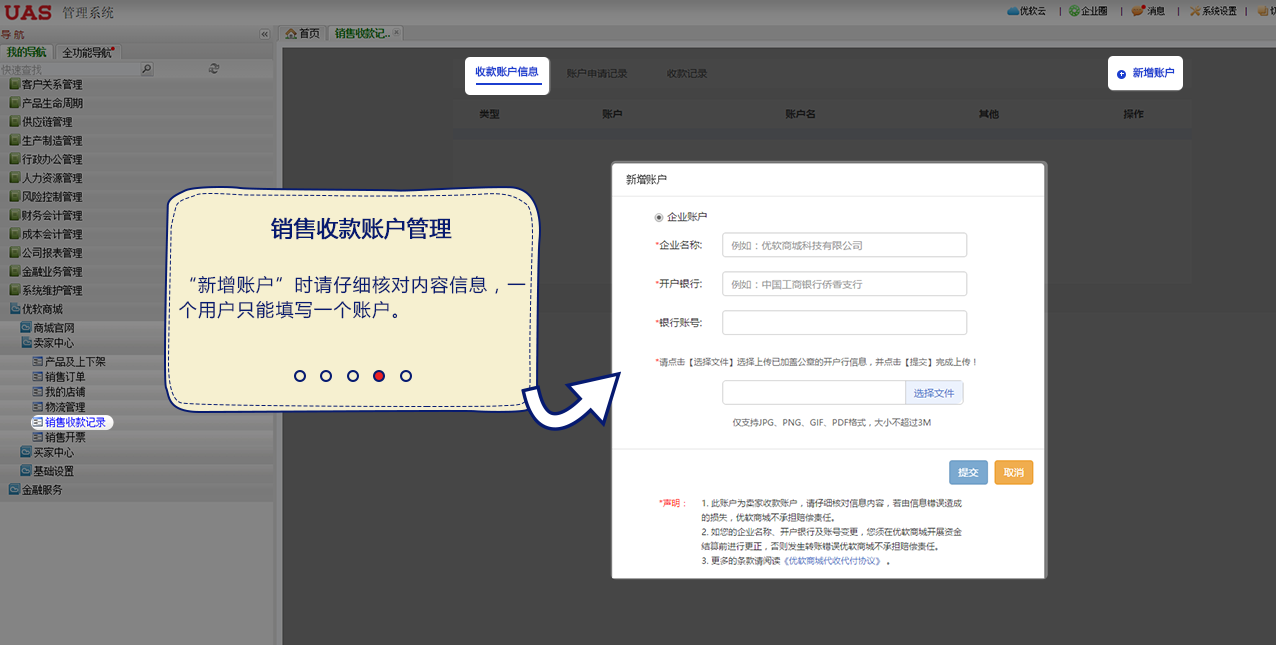 UAS 管理系统
优软云 | 企业圈 | 消息 | 系统设置 |
导航
首页 销售收款记..
我的导航 全功能导航
快速查找
客户关系管理
产品生命周期
供应链管理
生产制造管理
行政办公管理
人力资源管理
风险控制管理
财务会计管理
成本会计管理
公司报表管理
金融业务管理
系统维护管理
优软商城
商城官网
卖家中心
产品及上下架
销售订单
我的店铺
物流管理
销售收款记录
销售开票
买家中心
基础设置
金融服务
收款账户信息 账户申请记录 收款记录 新增账户
类型 账户 账户名 其他 操作
销售收款账户管理
“新增账户”时请仔细核对内容信息，一
个用户只能填写一个账户。
新增账户
企业账户
*企业名称: 例如：优软商城科技有限公司
*开户银行: 例如：中国工商银行侨香支行
*银行账号:
*请点击【选择文件】选择上传已加盖公章的开户行信息，并点击【提交】完成上传！
选择文件
仅支持JPG、PNG、GIF、PDF格式，大小不超过3M
提交 取消
*声明： 1. 此账户为卖家收款账户，请仔细核对信息内容，若由信息错误造成
的损失，优软商城不承担赔偿责任。
2. 如您的企业名称、开户银行及账号变更，您须在优软商城开展资金
结算前进行更正，否则发生转账错误优软商城不承担赔偿责任。
3. 更多的条款请阅读《优软商城代收代付协议》 。